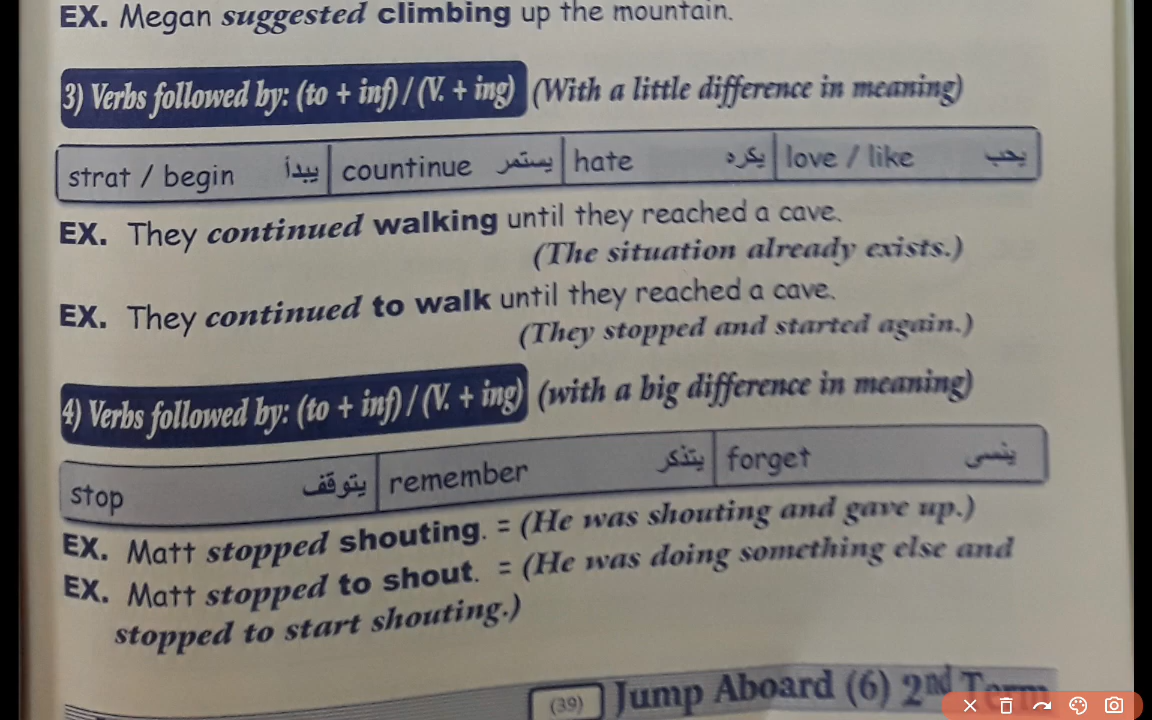 EX. Megan suggested climbing up the mountain.
3) Verbs followed by: (to + inf) / (V. + ing) (With a little difference in meaning)
strat / begin يبدأ countinue يستمر hate يكره love / like يحب
EX. They continued walking until they reached a cave.
(The situation already exists.)
EX. They continued to walk until they reached a cave.
(They stopped and started again.)
4) Verbs followed by: (to + inf) / (V. + ing) (with a big difference in meaning)
stop يتوقف remember يتذكر forget ينسى
EX. Matt stopped shouting. = (He was shouting and gave up.)
EX. Matt stopped to shout. = (He was doing something else and
stopped to start shouting.)
(39) Jump Aboard (6) 2nd Term